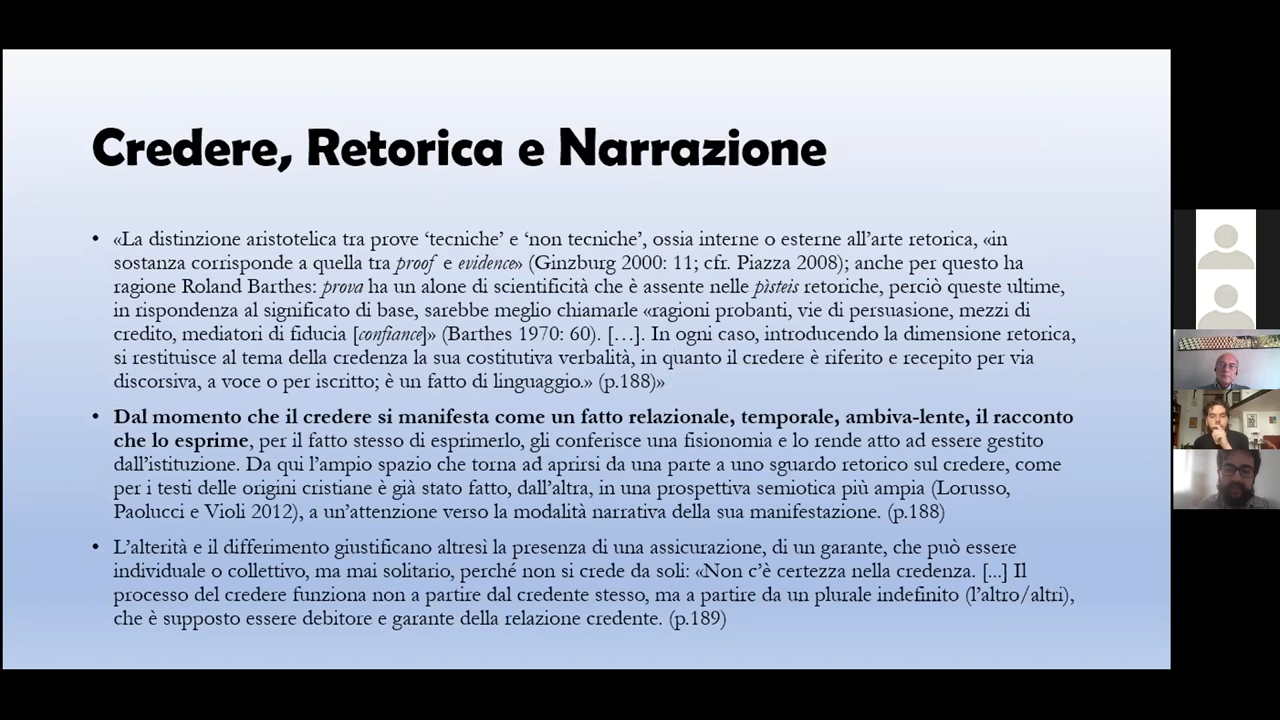 Credere, Retorica e Narrazione
• «La distinzione aristotelica tra prove ‘tecniche’ e ‘non tecniche’, ossia interne o esterne all’arte retorica, «in
sostanza corrisponde a quella tra proof e evidence» (Ginzburg 2000: 11; cfr. Piazza 2008); anche per questo ha
ragione Roland Barthes: prova ha un alone di scientificità che è assente nelle pìsteis retoriche, perciò queste ultime,
in rispondenza al significato di base, sarebbe meglio chiamarle «ragioni probanti, vie di persuasione, mezzi di
credito, mediatori di fiducia [confiance]» (Barthes 1970: 60). […]. In ogni caso, introducendo la dimensione retorica,
si restituisce al tema della credenza la sua costitutiva verbalità, in quanto il credere è riferito e recepito per via
discorsiva, a voce o per iscritto; è un fatto di linguaggio.» (p.188)»
• Dal momento che il credere si manifesta come un fatto relazionale, temporale, ambiva-lente, il racconto
che lo esprime, per il fatto stesso di esprimerlo, gli conferisce una fisionomia e lo rende atto ad essere gestito
dall’istituzione. Da qui l’ampio spazio che torna ad aprirsi da una parte a uno sguardo retorico sul credere, come
per i testi delle origini cristiane è già stato fatto, dall’altra, in una prospettiva semiotica più ampia (Lorusso,
Paolucci e Violi 2012), a un’attenzione verso la modalità narrativa della sua manifestazione. (p.188)
• L’alterità e il differimento giustificano altresì la presenza di una assicurazione, di un garante, che può essere
individuale o collettivo, ma mai solitario, perché non si crede da soli: «Non c’è certezza nella credenza. [...] Il
processo del credere funziona non a partire dal credente stesso, ma a partire da un plurale indefinito (l’altro/altri),
che è supposto essere debitore e garante della relazione credente. (p.189)